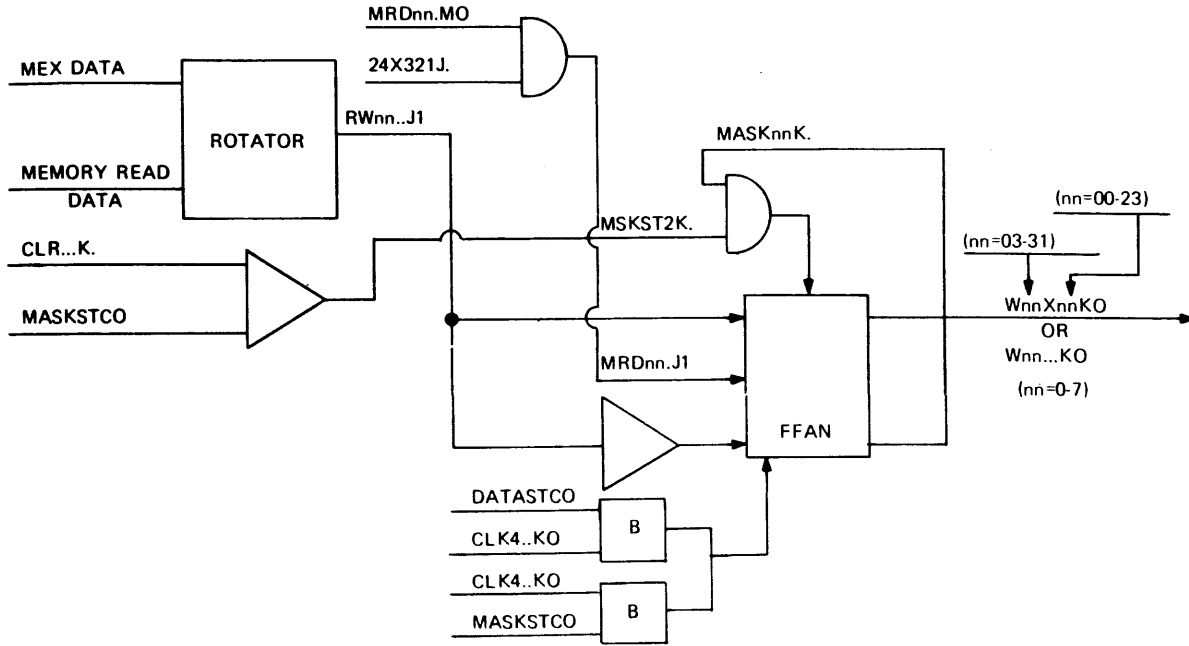 MRDnn.MO
24X321J.
MEX DATA
ROTATOR
RWnn..J1
MEMORY READ
DATA
MASKnnK.
(nn=00-23)
MSKST2K.
(nn=03-31)
CLR...K.
MASKSTCO
WnnXnnKO
OR
Wnn...KO
(nn=0-7)
MRDnn.J1
FFAN
DATASTCO
B
CLK4..KO
CLK4..KO
B
MASKSTCO